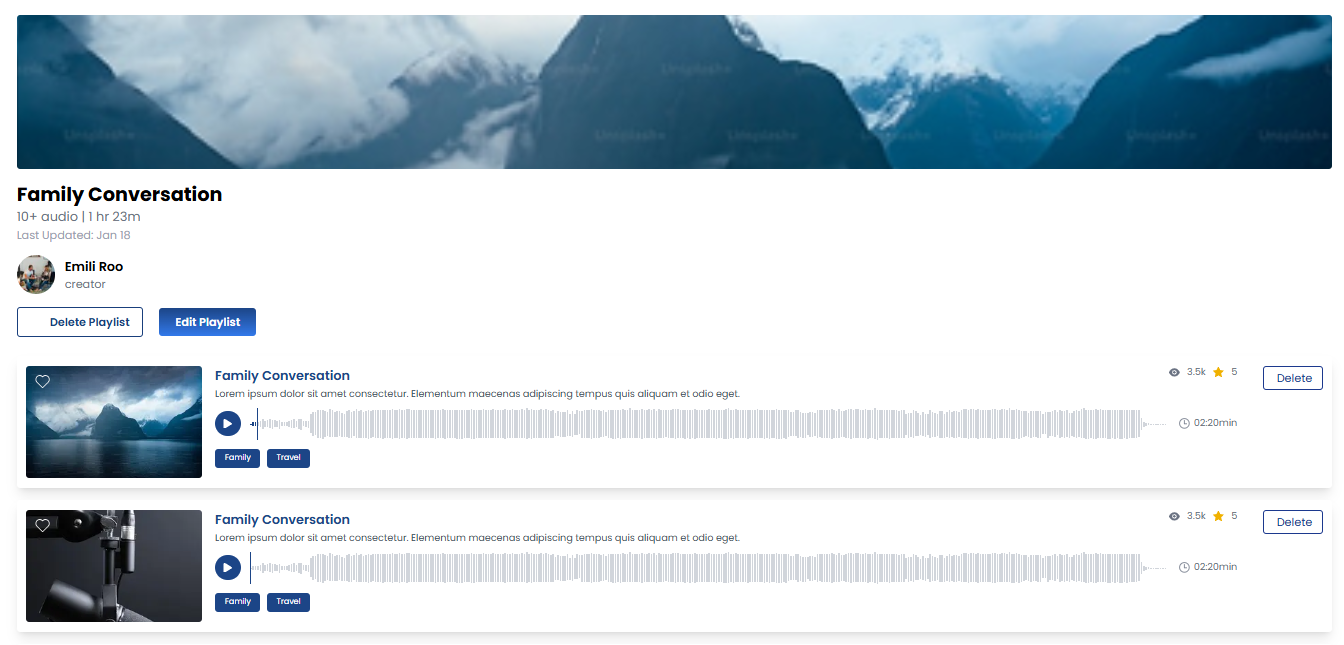 Unsplash+ Unsplash+
Unsplash+ Unsplash+ Unsplash+ Unsplash+ Unsplash+ Unsplash+
Family Conversation
10+ audio | 1 hr 23m
Last Updated: Jan 18
Emili Roo
creator
Delete Playlist Edit Playlist
Family Conversation 3.5k 5 Delete
Lorem ipsum dolor sit amet consectetur. Elementum maecenas adipiscing tempus quis aliquam et odio eget.
02:20min
Family Travel
Family Conversation 3.5k 5 Delete
Lorem ipsum dolor sit amet consectetur. Elementum maecenas adipiscing tempus quis aliquam et odio eget.
02:20min
Family Travel